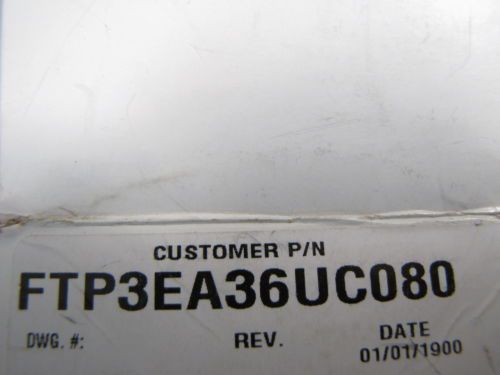 CUSTOMER P/N
FTP3EA36UC080
DWG. #: REV. DATE
01/01/1900